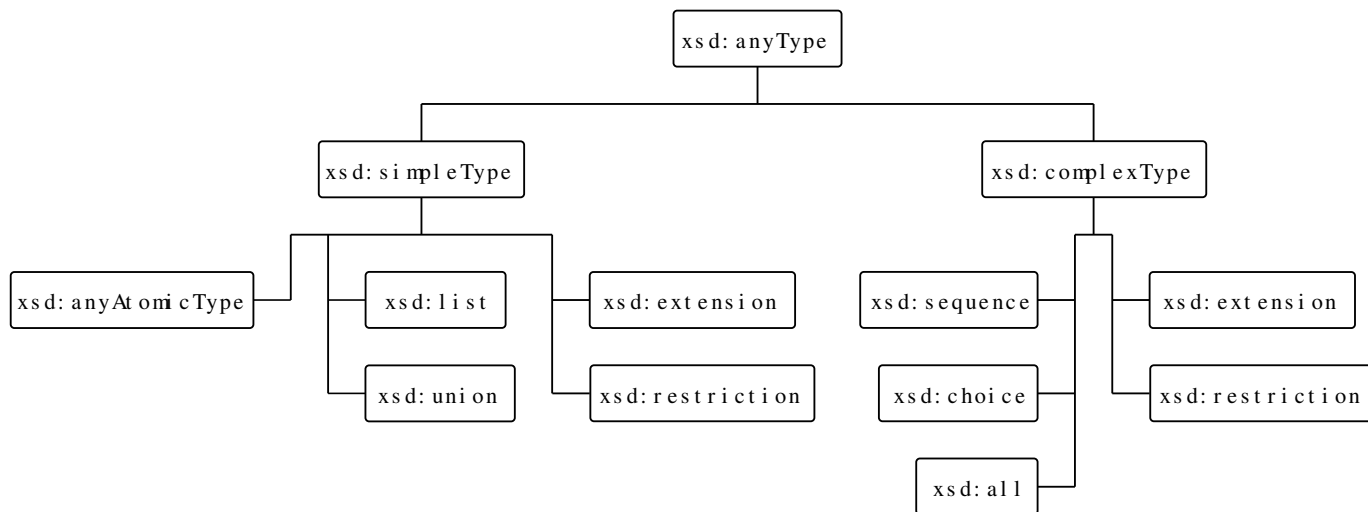 xsd:anyType
xsd:simpleType
xsd:complexType
xsd:anyAtomicType
xsd:list
xsd:extension
xsd:sequence
xsd:extension
xsd:union
xsd:restriction
xsd:choice
xsd:restriction
xsd:all